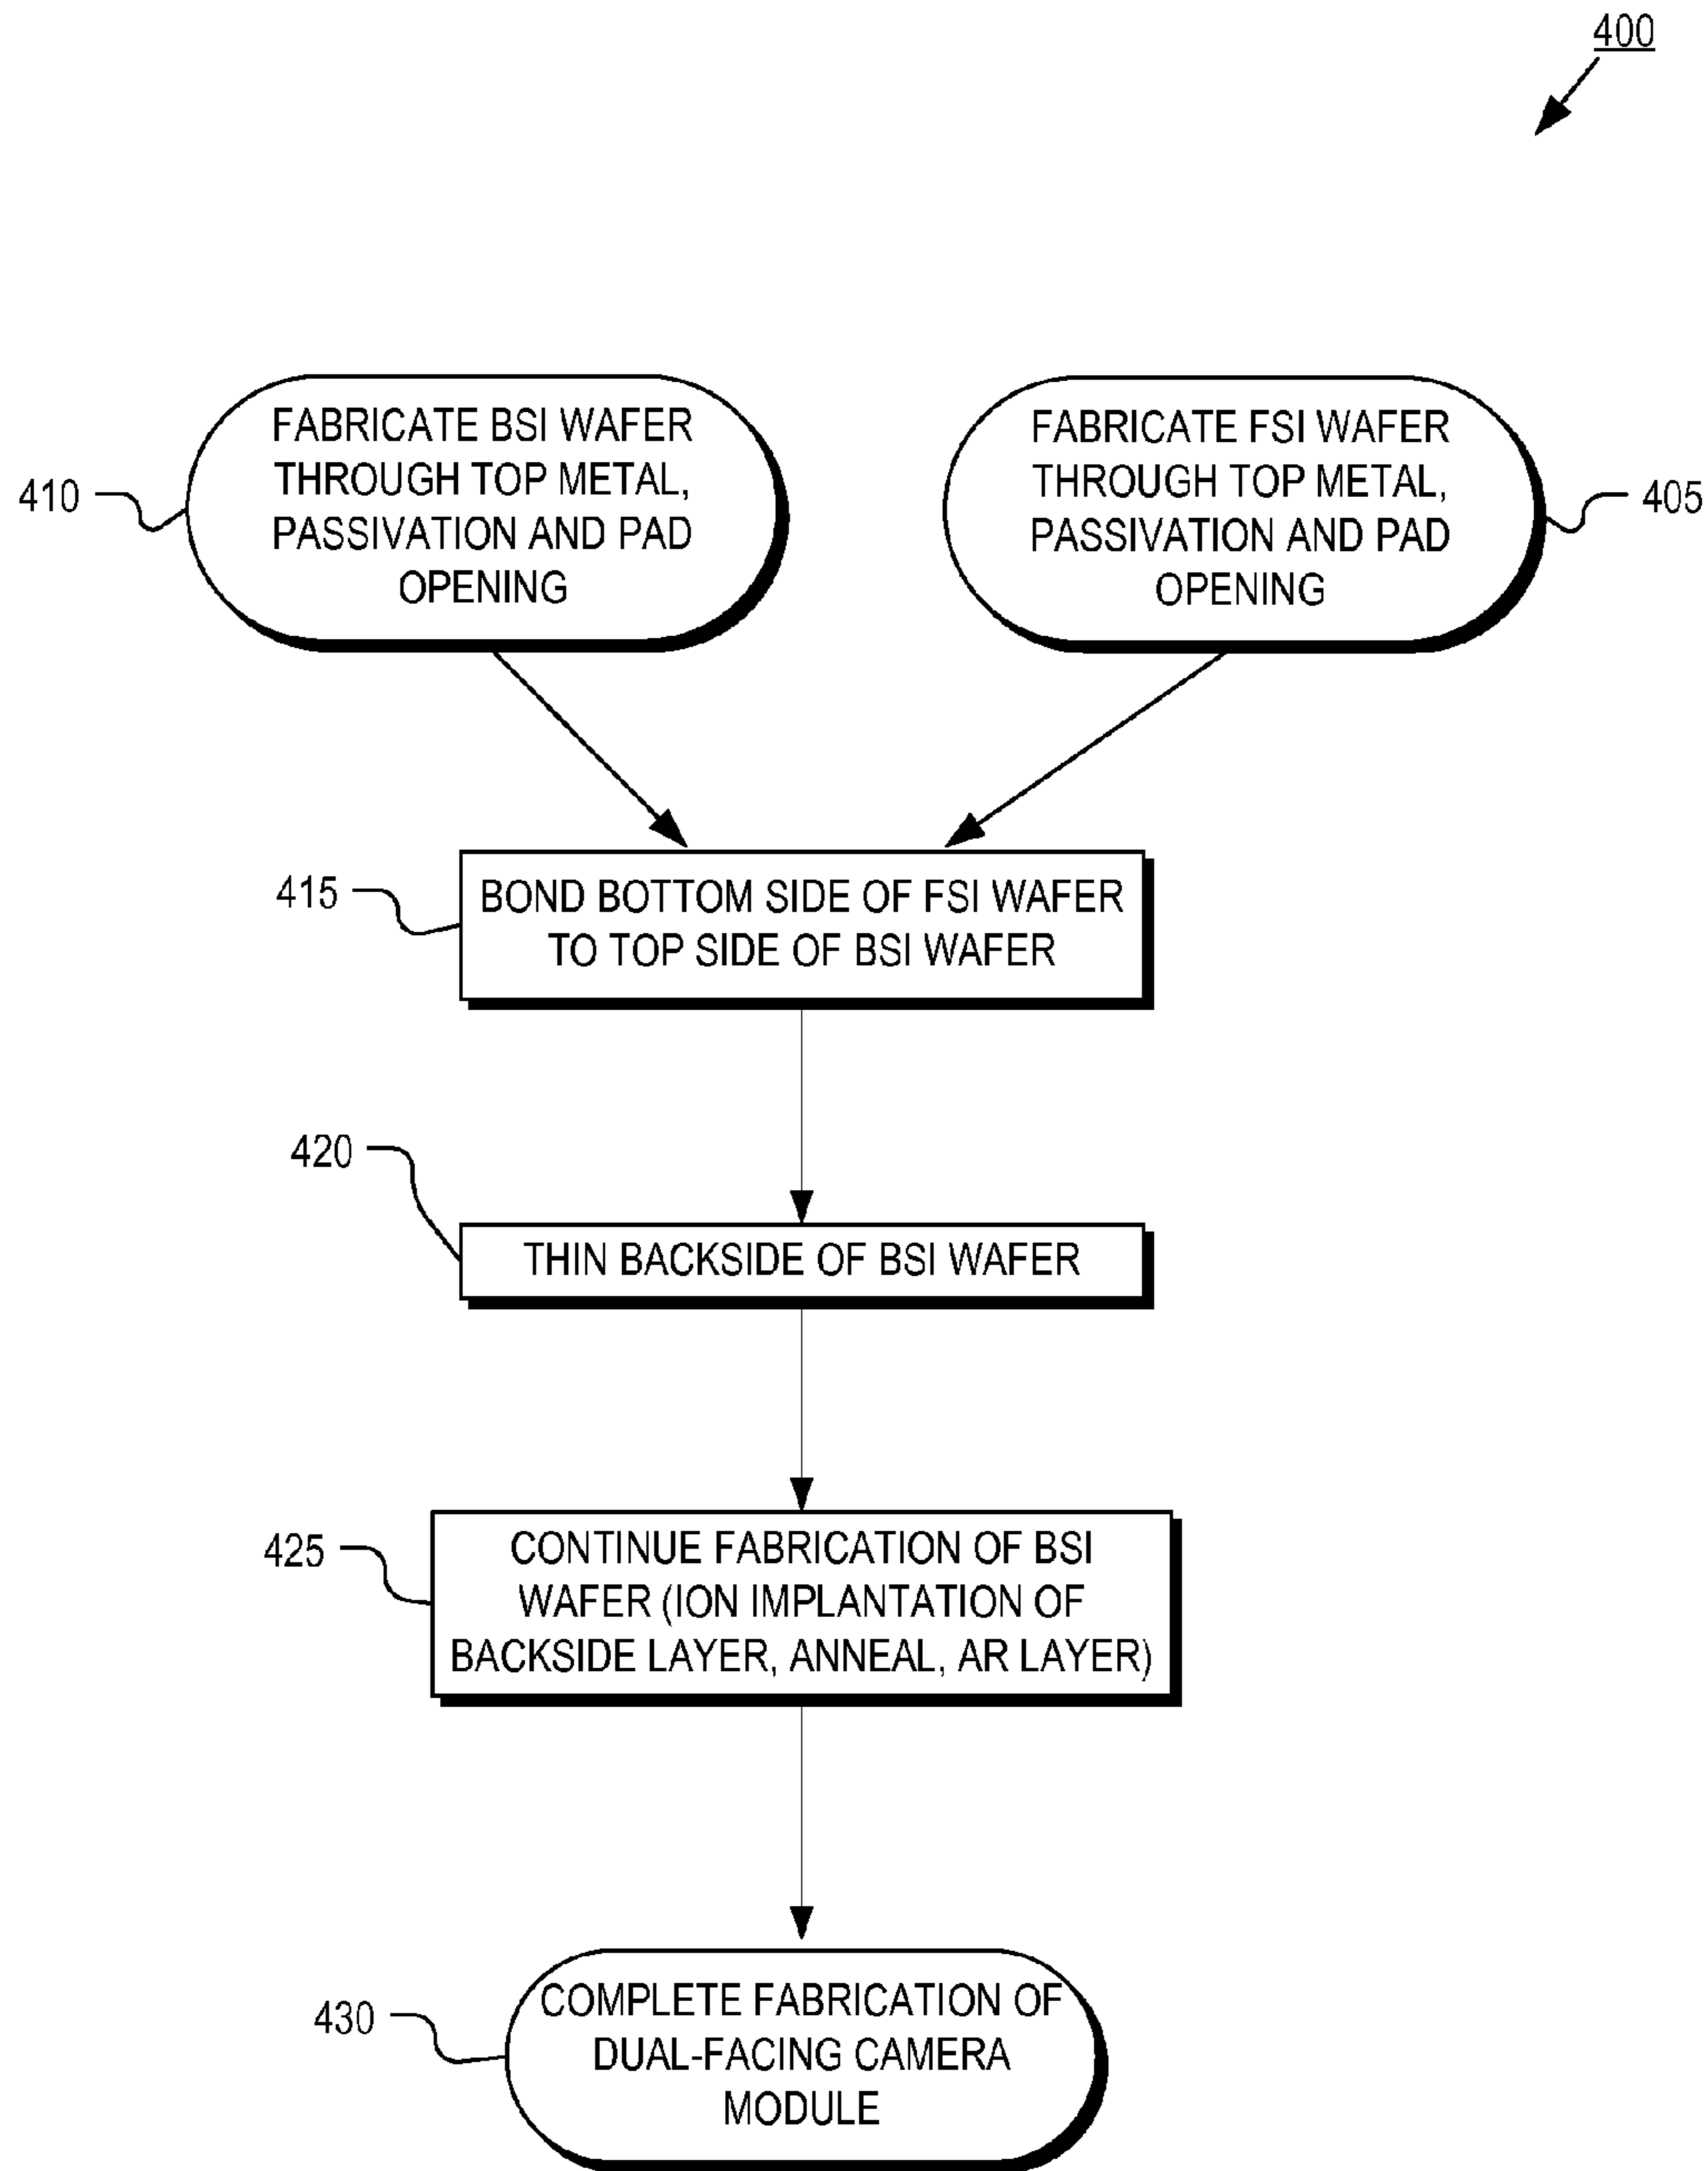 400
410
FABRICATE BSI WAFER
THROUGH TOP METAL,
PASSIVATION AND PAD
OPENING
FABRICATE FSI WAFER
THROUGH TOP METAL,
PASSIVATION AND PAD
OPENING
405
415
BOND BOTTOM SIDE OF FSI WAFER
TO TOP SIDE OF BSI WAFER
420
THIN BACKSIDE OF BSI WAFER
425
CONTINUE FABRICATION OF BSI
WAFER (ION IMPLANTATION OF
BACKSIDE LAYER, ANNEAL, AR LAYER)
430
COMPLETE FABRICATION OF
DUAL-FACING CAMERA
MODULE